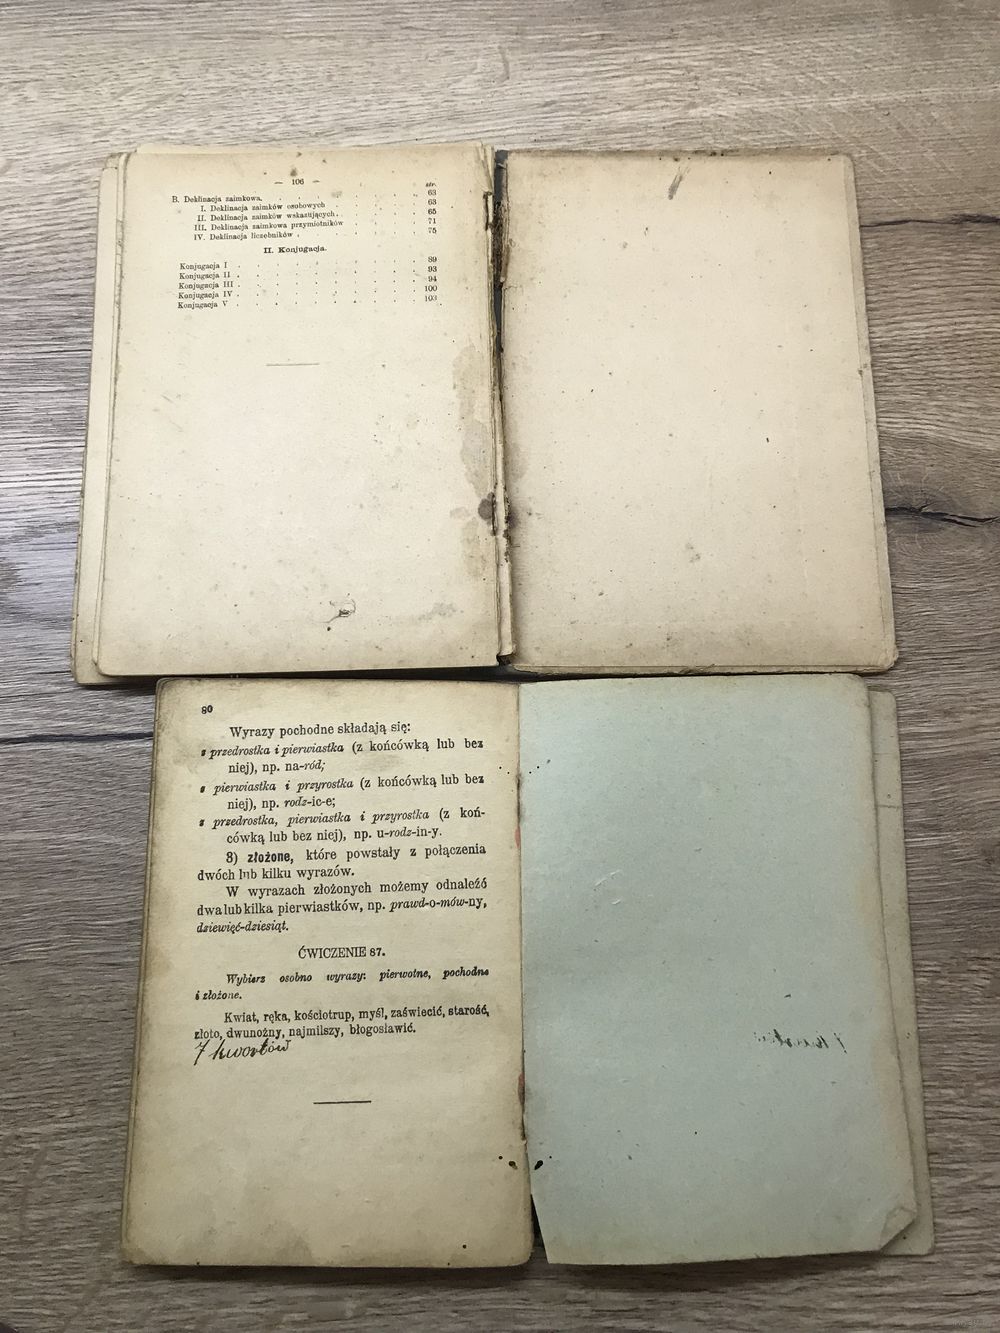 — 106 —
str.
B. Deklinacja zaimkowa. . . . . . . . . . 63
I. Deklinacja zaimków osobowych . . . . . . 63
II. Deklinacja zaimków wskazujących. . . . . . 65
III. Deklinacja zaimkowa przymiotników . . . . . 71
IV. Deklinacja liczebników . . . . . . . . 75
II. Konjugacja.
Konjugacja I . . . . . . . . . . 89
Konjugacja II . . . . . . . . . . 93
Konjugacja III . . . . . . . . . . 94
Konjugacja IV . . . . . . . . . . 100
Konjugacja V . . . . . . . . . . 103
80
Wyrazy pochodne składają się:
z przedrostka i pierwiastka (z końcówką lub bez
niej), np. na-ród;
z pierwiastka i przyrostka (z końcówką lub bez
niej), np. rodz-ic-e;
z przedrostka, pierwiastka i przyrostka (z koń-
cówką lub bez niej), np. u-rodz-in-y.
3) złożone, które powstały z połączenia
dwóch lub kilku wyrazów.
W wyrazach złożonych możemy odnaleźć
dwa lub kilka pierwiastków, np. prawd-o-mów-ny,
dziewięć-dziesiąt.
ĆWICZENIE 87.
Wybierz osobno wyrazy: pierwotne, pochodne
i złożone.
Kwiat, ręka, kościotrup, myśl, zaświecić, starość,
złoto, dwunożny, najmilszy, błogosławić.
7 kwortów